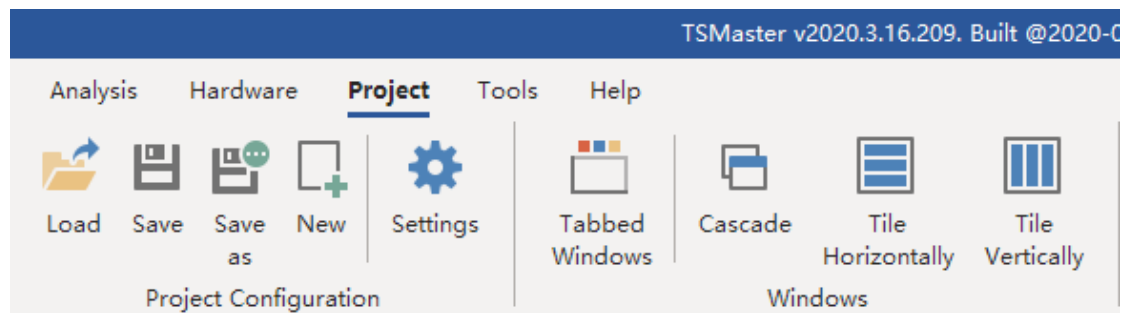 TSMaster v2020.3.16.209. Built @2020-0
Analysis Hardware Project Tools Help
Load Save Save as New Settings Tabbed Windows Cascade Tile Horizontally Tile Vertically
Project Configuration Windows